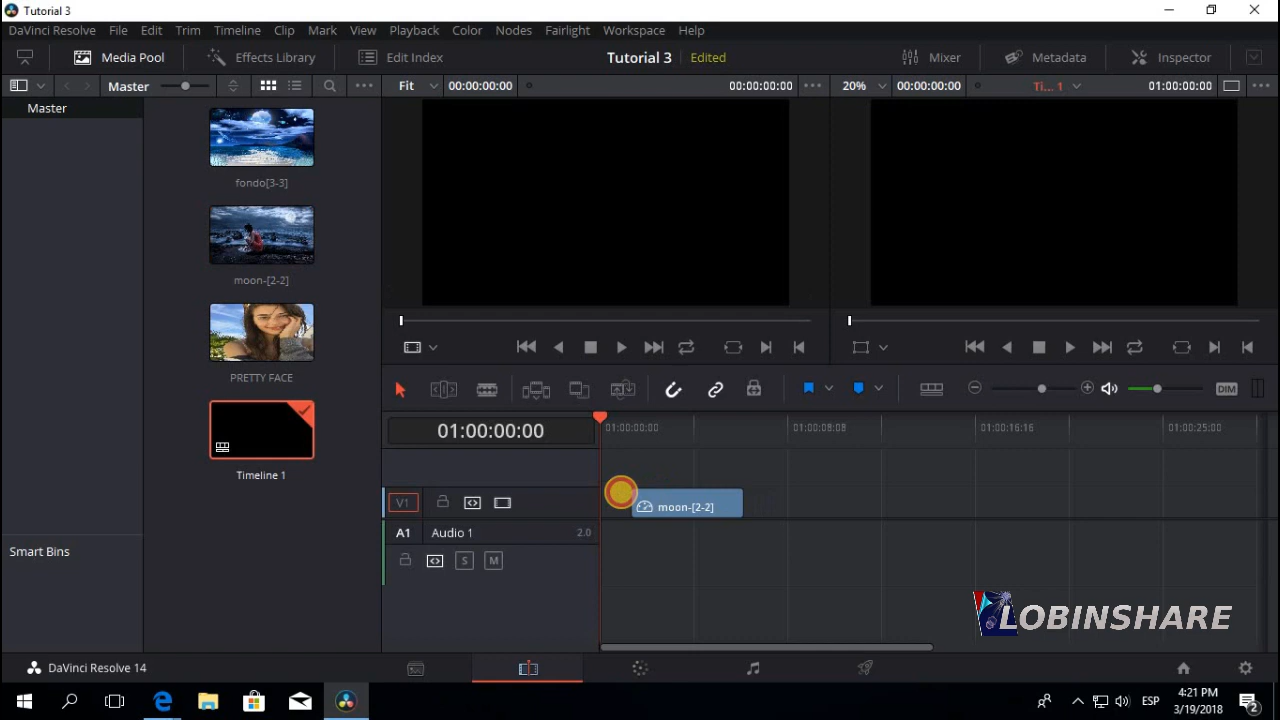 Tutorial 3
DaVinci Resolve File Edit Trim Timeline Clip Mark View Playback Color Nodes Fairlight Workspace Help
Media Pool Effects Library Edit Index Tutorial 3 Edited Mixer Metadata Inspector
Master Fit 00:00:00:00 00:00:00:00 20% 00:00:00:00 Ti... 1 01:00:00:00
Master
fondo[3-3]
moon-[2-2]
PRETTY FACE
Timeline 1
Smart Bins
DIM
01:00:00:00 01:00:00:00 01:00:08:08 01:00:16:16 01:00:25:00
V1 moon-[2-2]
A1 Audio 1 2.0
S M
LOBINSHARE
DaVinci Resolve 14
ESP
4:21 PM
3/19/2018
2